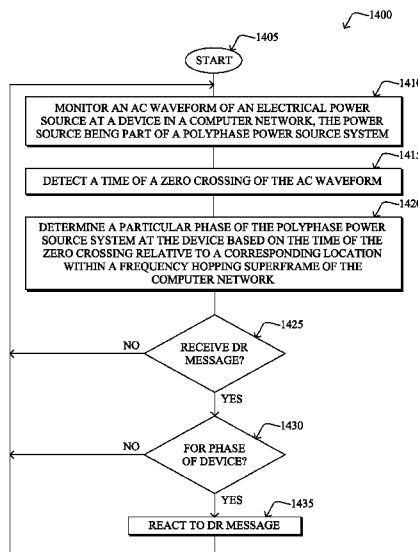 1400
1405
START
1410
MONITOR AN AC WAVEFORM OF AN ELECTRICAL POWER
SOURCE AT A DEVICE IN A COMPUTER NETWORK, THE POWER
SOURCE BEING PART OF A POLYPHASE POWER SOURCE SYSTEM
1415
DETECT A TIME OF A ZERO CROSSING OF THE AC WAVEFORM
1420
DETERMINE A PARTICULAR PHASE OF THE POLYPHASE POWER
SOURCE SYSTEM AT THE DEVICE BASED ON THE TIME OF THE
ZERO CROSSING RELATIVE TO A CORRESPONDING LOCATION
WITHIN A FREQUENCY HOPPING SUPERFRAME OF THE
COMPUTER NETWORK
1425
NO
RECEIVE DR
MESSAGE?
YES
1430
NO
FOR PHASE
OF DEVICE?
YES
1435
REACT TO DR MESSAGE